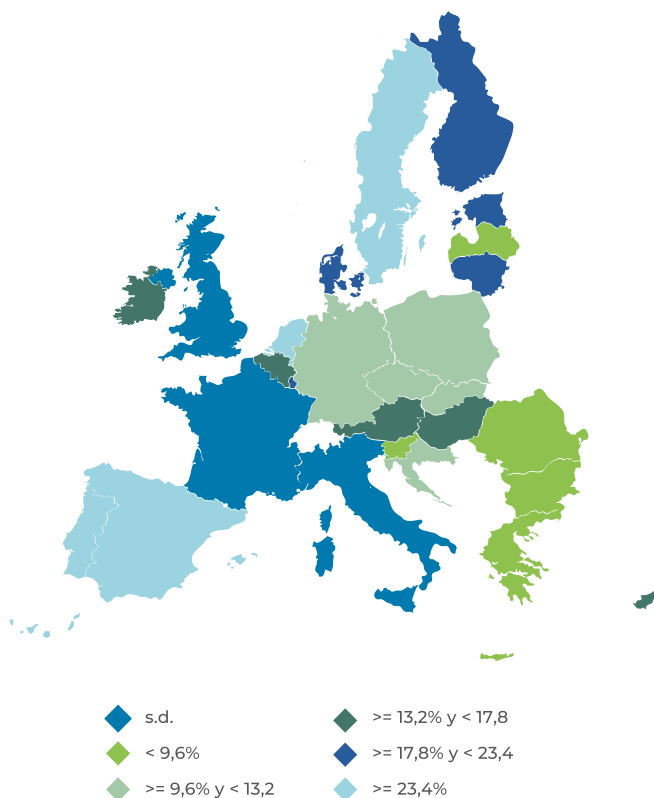 s.d.
< 9,6%
>= 9,6% y < 13,2
>= 13,2% y < 17,8
>= 17,8% y < 23,4
>= 23,4%